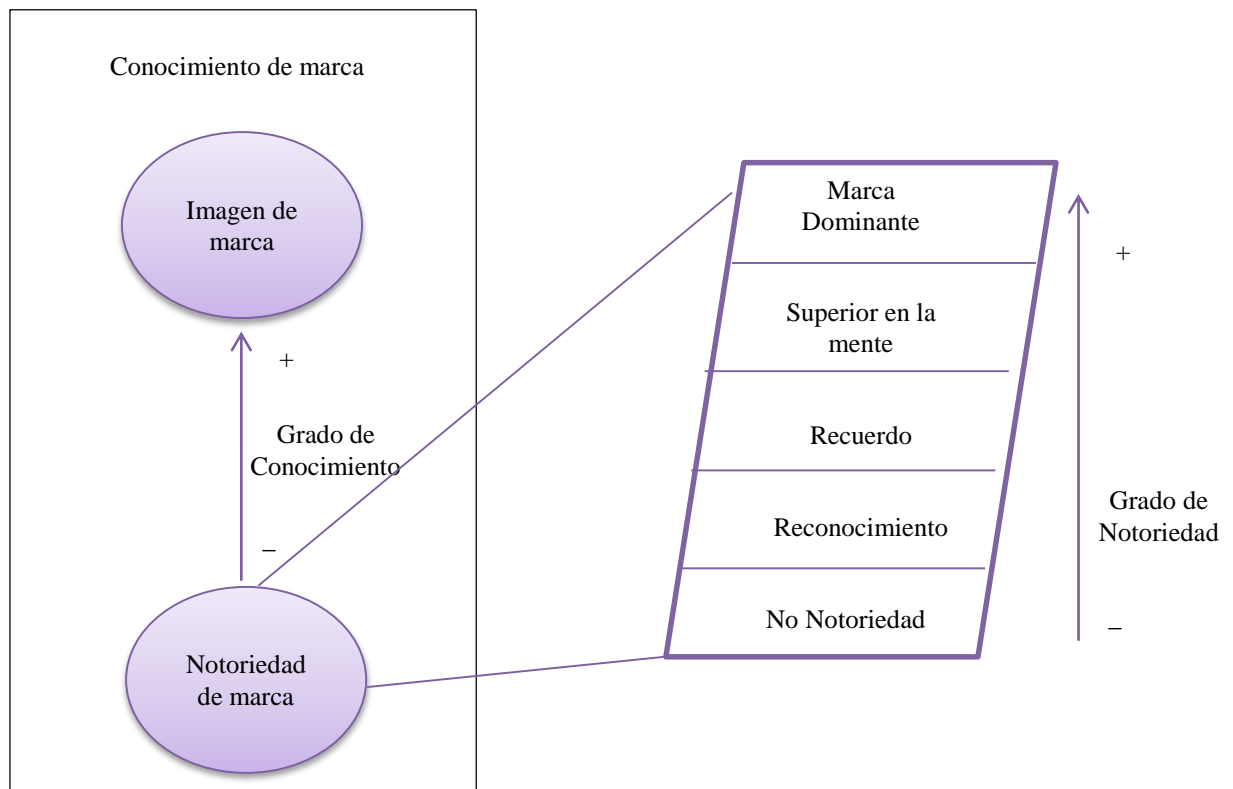 Conocimiento de marca
Imagen de
marca
+
Grado de
Conocimiento
–
Notoriedad
de marca
Marca
Dominante
Superior en la
mente
Recuerdo
Reconocimiento
No Notoriedad
+
Grado de
Notoriedad
–